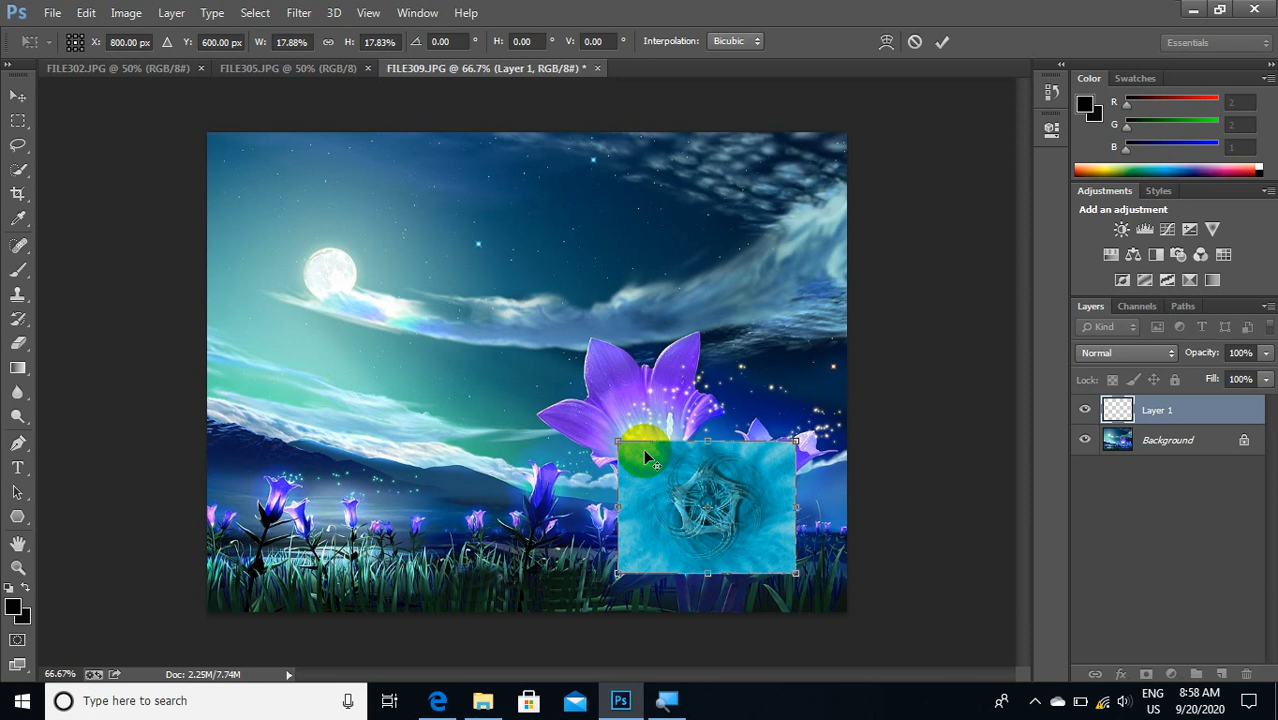 Ps File Edit Image Layer Type Select Filter 3D View Window Help
X: 800.00 px Y: 600.00 px W: 17.88% H: 17.83% 0.00 ° H: 0.00 ° V: 0.00 ° Interpolation: Bicubic Essentials
FILE302.JPG @ 50% (RGB/8#) × FILE305.JPG @ 50% (RGB/8) × FILE309.JPG @ 66.7% (Layer 1, RGB/8#) * ×
Color Swatches
R 2
G 2
B 1
Adjustments Styles
Add an adjustment
Layers Channels Paths
Kind
Normal Opacity: 100%
Lock: Fill: 100%
Layer 1
Background
66.67% Doc: 2.25M/7.74M
Type here to search
Ps
ENG 8:58 AM
US 9/20/2020